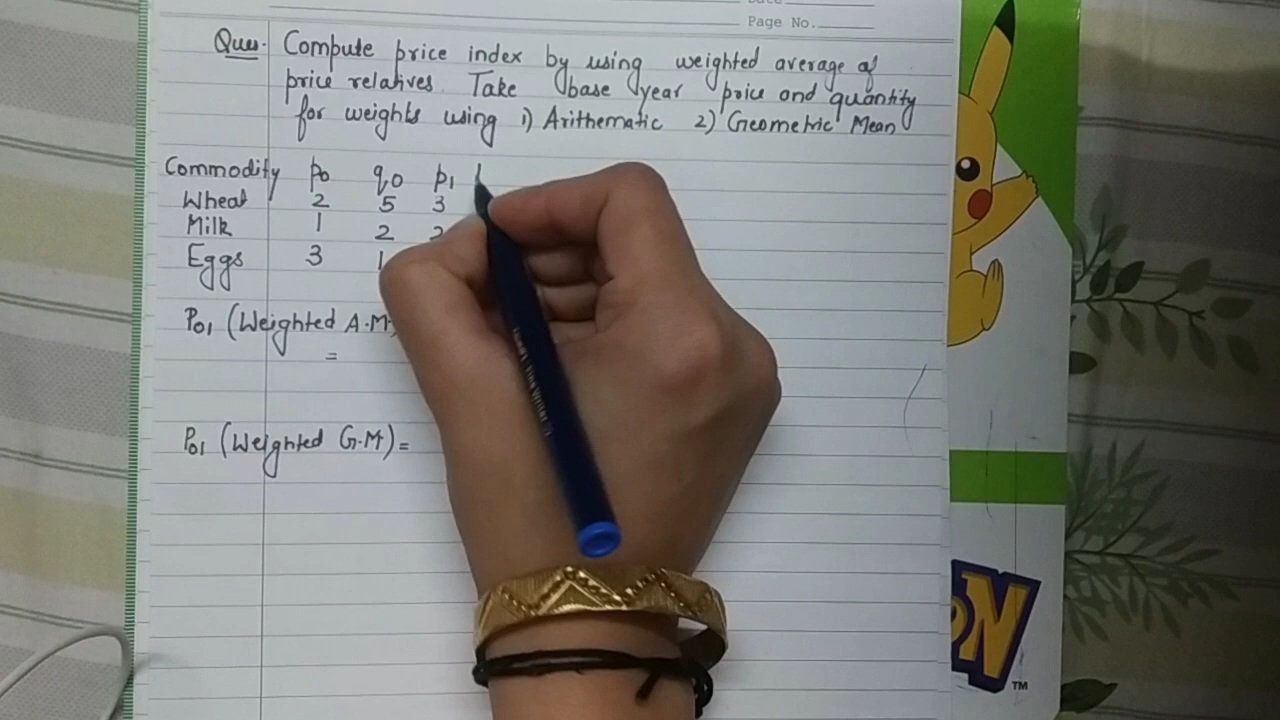 Page No.
Ques. Compute price index by using weighted average of
price relatives. Take base year price and quantity
for weights using 1) Arithematic 2) Geometric Mean
Commodity p0 q0 p1
Wheat 2 5 3
Milk 1 2 2
Eggs 3 1
P01 (Weighted A.M.)
=
P01 (Weighted G.M.) =
N
TM